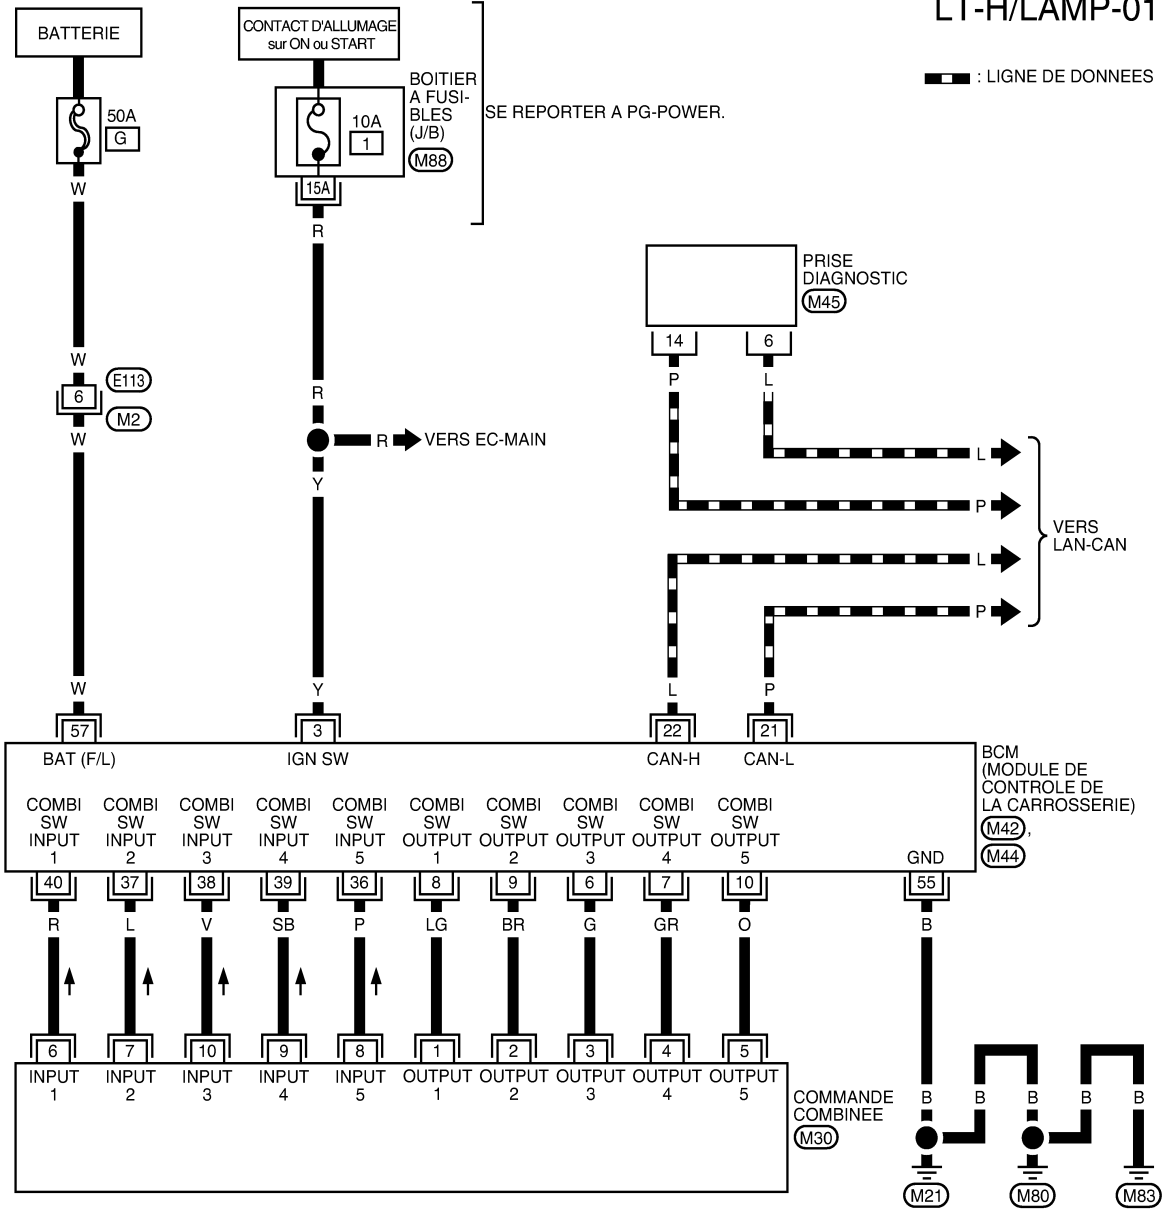 LT-H/LAMP-01
BATTERIE
CONTACT D'ALLUMAGE
sur ON ou START
: LIGNE DE DONNEES
50A
G
10A
1
BOITIER
A FUSI-
BLES
(J/B)
M88
SE REPORTER A PG-POWER.
15A
W
R
PRISE
DIAGNOSTIC
M45
14
6
P
L
W
6
E113
M2
W
R
R
VERS EC-MAIN
Y
L
P
L
P
VERS
LAN-CAN
W
Y
L
P
57
3
22
21
BAT (F/L)
IGN SW
CAN-H
CAN-L
BCM
(MODULE DE
CONTROLE DE
LA CARROSSERIE)
M42 ,
M44
COMBI COMBI COMBI COMBI COMBI COMBI COMBI COMBI COMBI COMBI
SW SW SW SW SW SW SW SW SW SW
INPUT INPUT INPUT INPUT INPUT OUTPUT OUTPUT OUTPUT OUTPUT OUTPUT
1 2 3 4 5 1 2 3 4 5
GND
40 37 38 39 36 8 9 6 7 10 55
R L V SB P LG BR G GR O B
6 7 10 9 8 1 2 3 4 5
INPUT INPUT INPUT INPUT INPUT OUTPUT OUTPUT OUTPUT OUTPUT OUTPUT
1 2 3 4 5 1 2 3 4 5
COMMANDE
COMBINEE
M30
B B B B B
M21 M80 M83